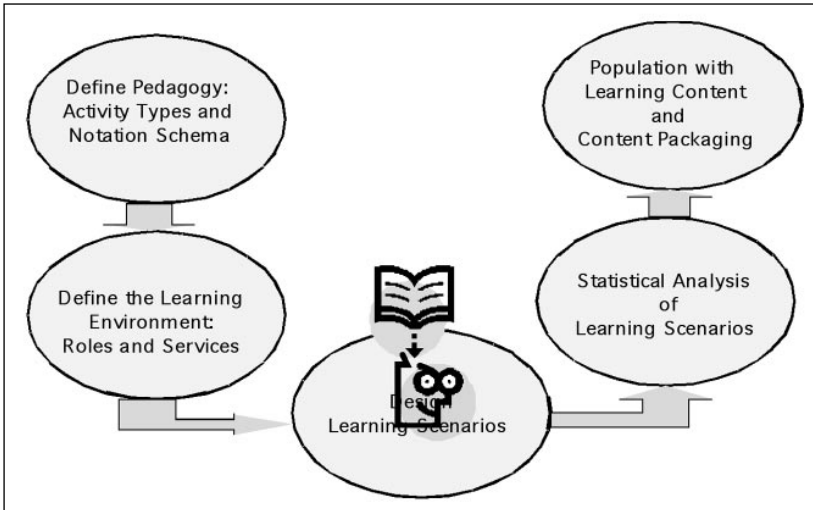 Define Pedagogy:
Activity Types and
Notation Schema
Define the Learning
Environment:
Roles and Services
Design
Learning Scenarios
Statistical Analysis
of
Learning Scenarios
Population with
Learning Content
and
Content Packaging